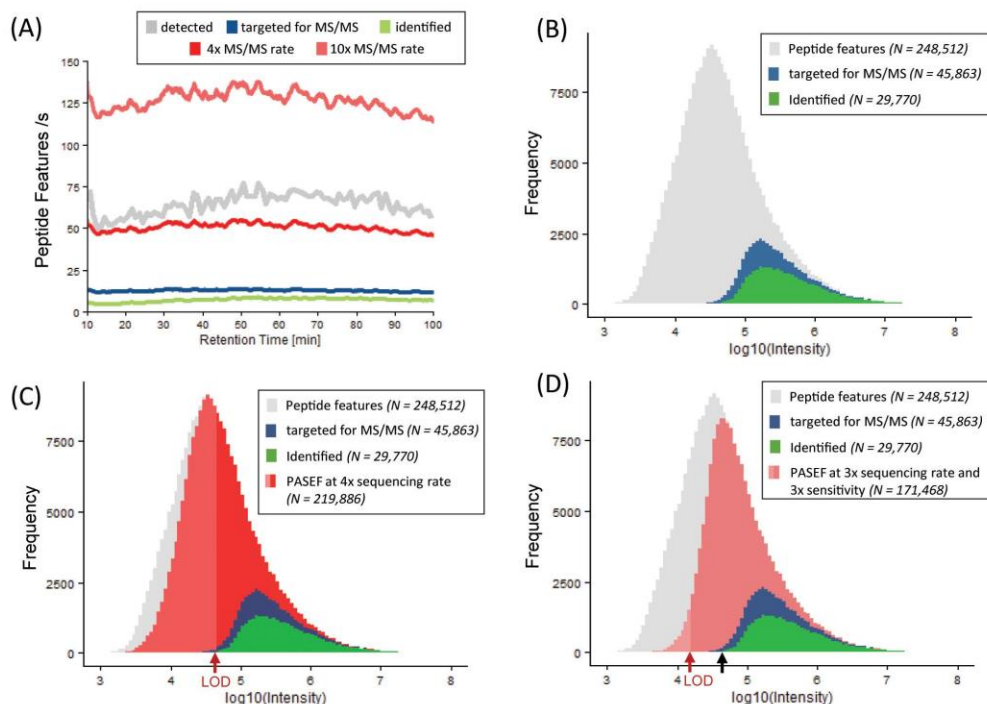 (A)
detected targeted for MS/MS identified
4x MS/MS rate 10x MS/MS rate
150
125
100
75
50
25
0
Peptide Features /s
10 20 30 40 50 60 70 80 90 100
Retention Time [min]
(B)
Peptide features (N = 248,512)
targeted for MS/MS (N = 45,863)
Identified (N = 29,770)
7500
5000
2500
0
Frequency
3 4 5 6 7 8
log10(Intensity)
(C)
Peptide features (N = 248,512)
targeted for MS/MS (N = 45,863)
Identified (N = 29,770)
PASEF at 4x sequencing rate
(N = 219,886)
7500
5000
2500
0
Frequency
3 4 5 6 7 8
LOD
log10(Intensity)
(D)
Peptide features (N = 248,512)
targeted for MS/MS (N = 45,863)
Identified (N = 29,770)
PASEF at 3x sequencing rate and
3x sensitivity (N = 171,468)
7500
5000
2500
0
Frequency
3 4 5 6 7 8
LOD
log10(Intensity)